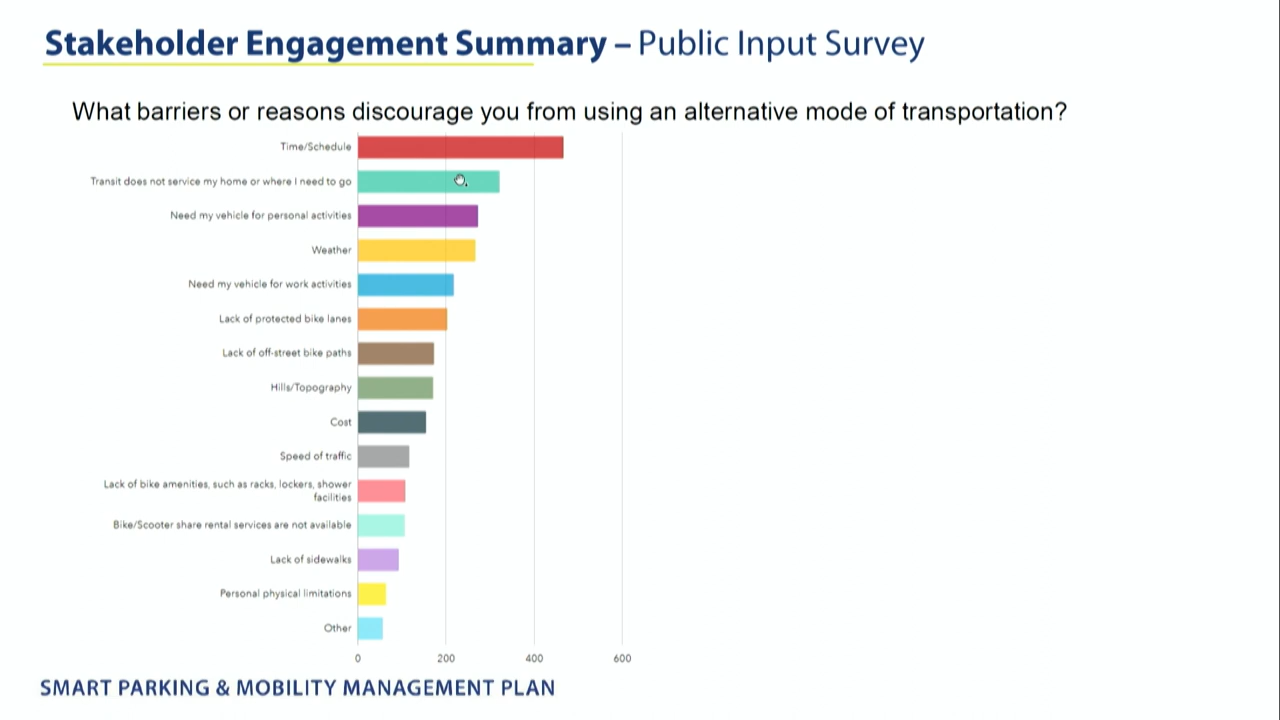 Stakeholder Engagement Summary – Public Input Survey
What barriers or reasons discourage you from using an alternative mode of transportation?
Time/Schedule
Transit does not service my home or where I need to go
Need my vehicle for personal activities
Weather
Need my vehicle for work activities
Lack of protected bike lanes
Lack of off-street bike paths
Hills/Topography
Cost
Speed of traffic
Lack of bike amenities, such as racks, lockers, shower
facilities
Bike/Scooter share rental services are not available
Lack of sidewalks
Personal physical limitations
Other
0 200 400 600
SMART PARKING & MOBILITY MANAGEMENT PLAN